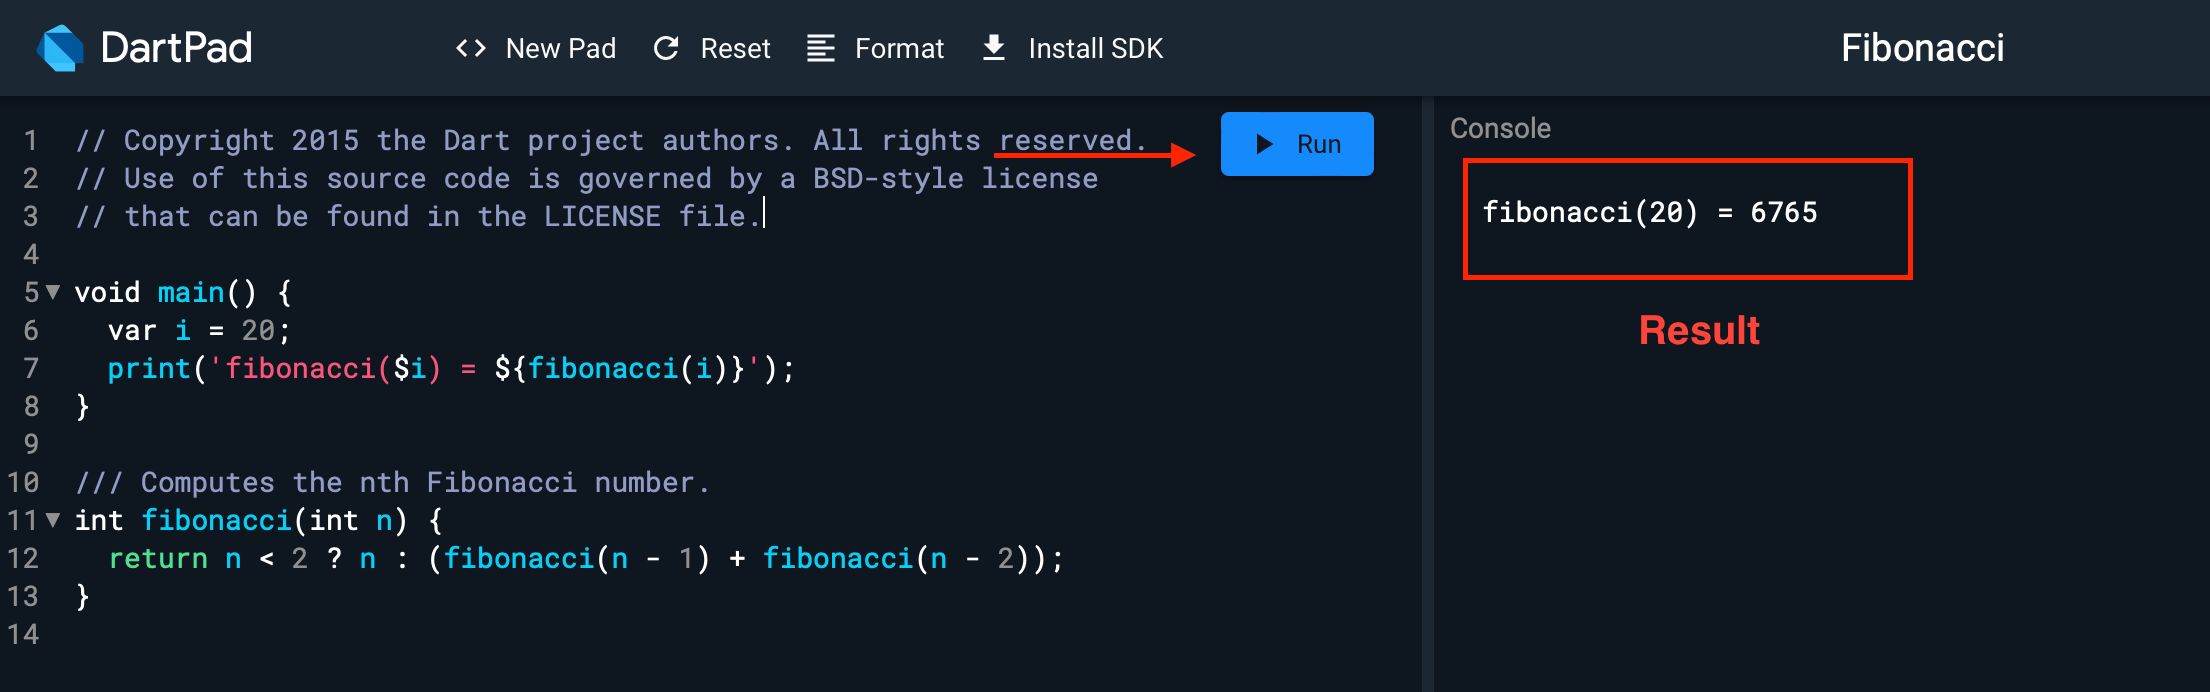 DartPad
New Pad
Reset
Format
Install SDK
Fibonacci
1 // Copyright 2015 the Dart project authors. All rights reserved.
2 // Use of this source code is governed by a BSD-style license
3 // that can be found in the LICENSE file.
4
5 void main() {
6   var i = 20;
7   print('fibonacci($i) = ${fibonacci(i)}');
8 }
9
10 /// Computes the nth Fibonacci number.
11 int fibonacci(int n) {
12   return n < 2 ? n : (fibonacci(n - 1) + fibonacci(n - 2));
13 }
14
Run
Console
fibonacci(20) = 6765
Result